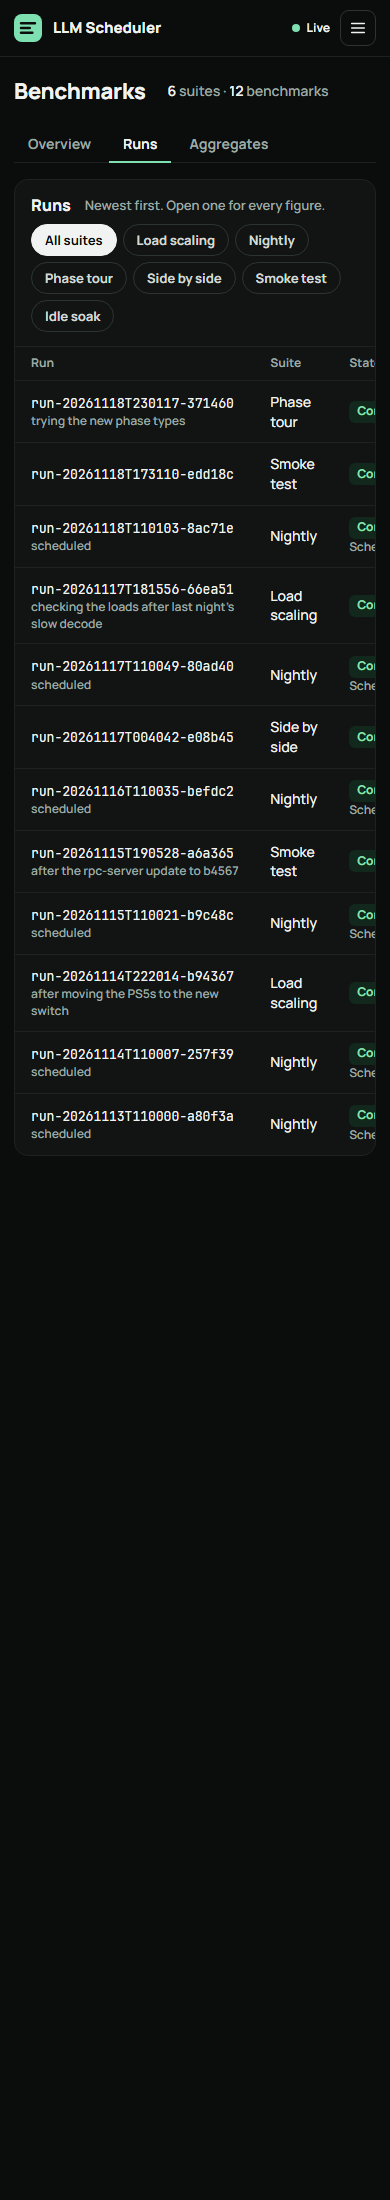 LLM Scheduler
Live
Benchmarks
6 suites · 12 benchmarks
Overview
Runs
Aggregates
Runs
Newest first. Open one for every figure.
All suites
Load scaling
Nightly
Phase tour
Side by side
Smoke test
Idle soak
Run
Suite
run-20261118T230117-371460
trying the new phase types
Phase
tour
run-20261118T173110-edd18c
Smoke
test
run-20261118T110103-8ac71e
scheduled
Nightly
run-20261117T181556-66ea51
checking the loads after last night's
slow decode
Load
scaling
run-20261117T110049-80ad40
scheduled
Nightly
run-20261117T004042-e08b45
Side by
side
run-20261116T110035-befdc2
scheduled
Nightly
run-20261115T190528-a6a365
after the rpc-server update to b4567
Smoke
test
run-20261115T110021-b9c48c
scheduled
Nightly
run-20261114T222014-b94367
after moving the PS5s to the new
switch
Load
scaling
run-20261114T110007-257f39
scheduled
Nightly
run-20261113T110000-a80f3a
scheduled
Nightly